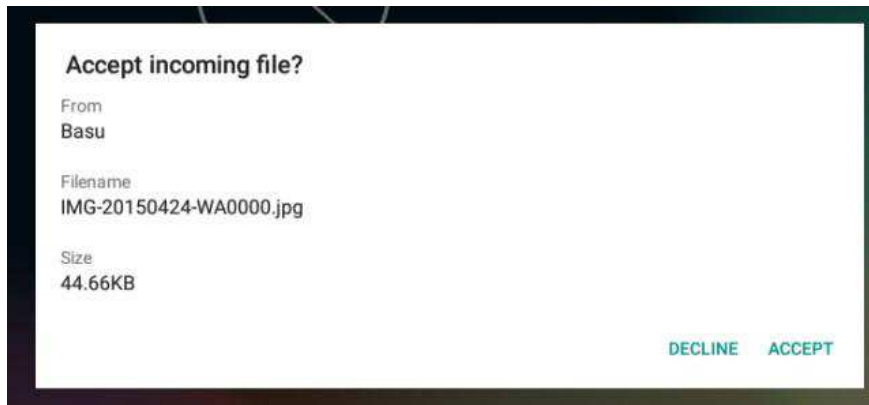 Accept incoming file?
From
Basu
Filename
IMG-20150424-WA0000.jpg
Size
44.66KB
DECLINE ACCEPT